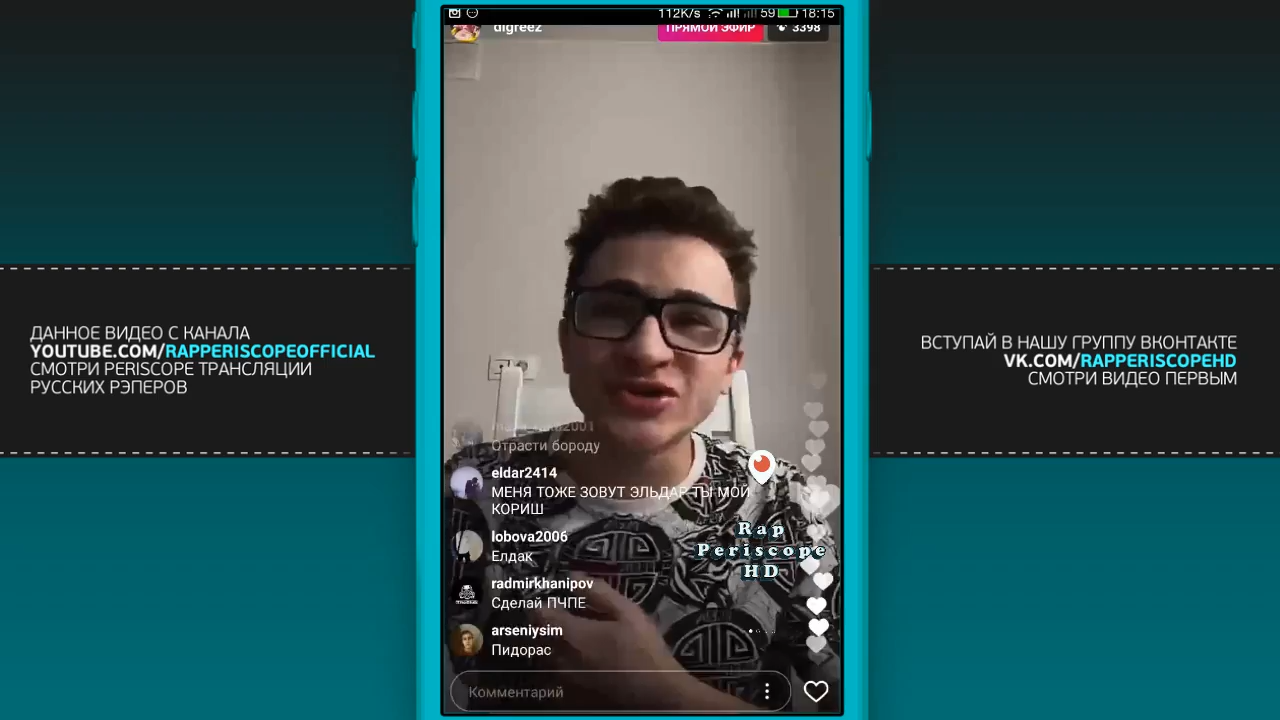 112K/s 59 18:15
digreez
ПРЯМОЙ ЭФИР
3398
ДАННОЕ ВИДЕО С КАНАЛА
YOUTUBE.COM/RAPPERISCOPEOFFICIAL
СМОТРИ PERISCOPE ТРАНСЛЯЦИИ
РУССКИХ РЭПЕРОВ
ВСТУПАЙ В НАШУ ГРУППУ ВКОНТАКТЕ
VK.COM/RAPPERISCOPEHD
СМОТРИ ВИДЕО ПЕРВЫМ
Отрасти бороду
eldar2414
МЕНЯ ТОЖЕ ЗОВУТ ЭЛЬДАР ТЫ МОЙ
КОРИШ
lobova2006
Елдак
radmirkhanipov
Сделай ПЧПЕ
arseniysim
Пидорас
Rap
Periscope
HD
Комментарий